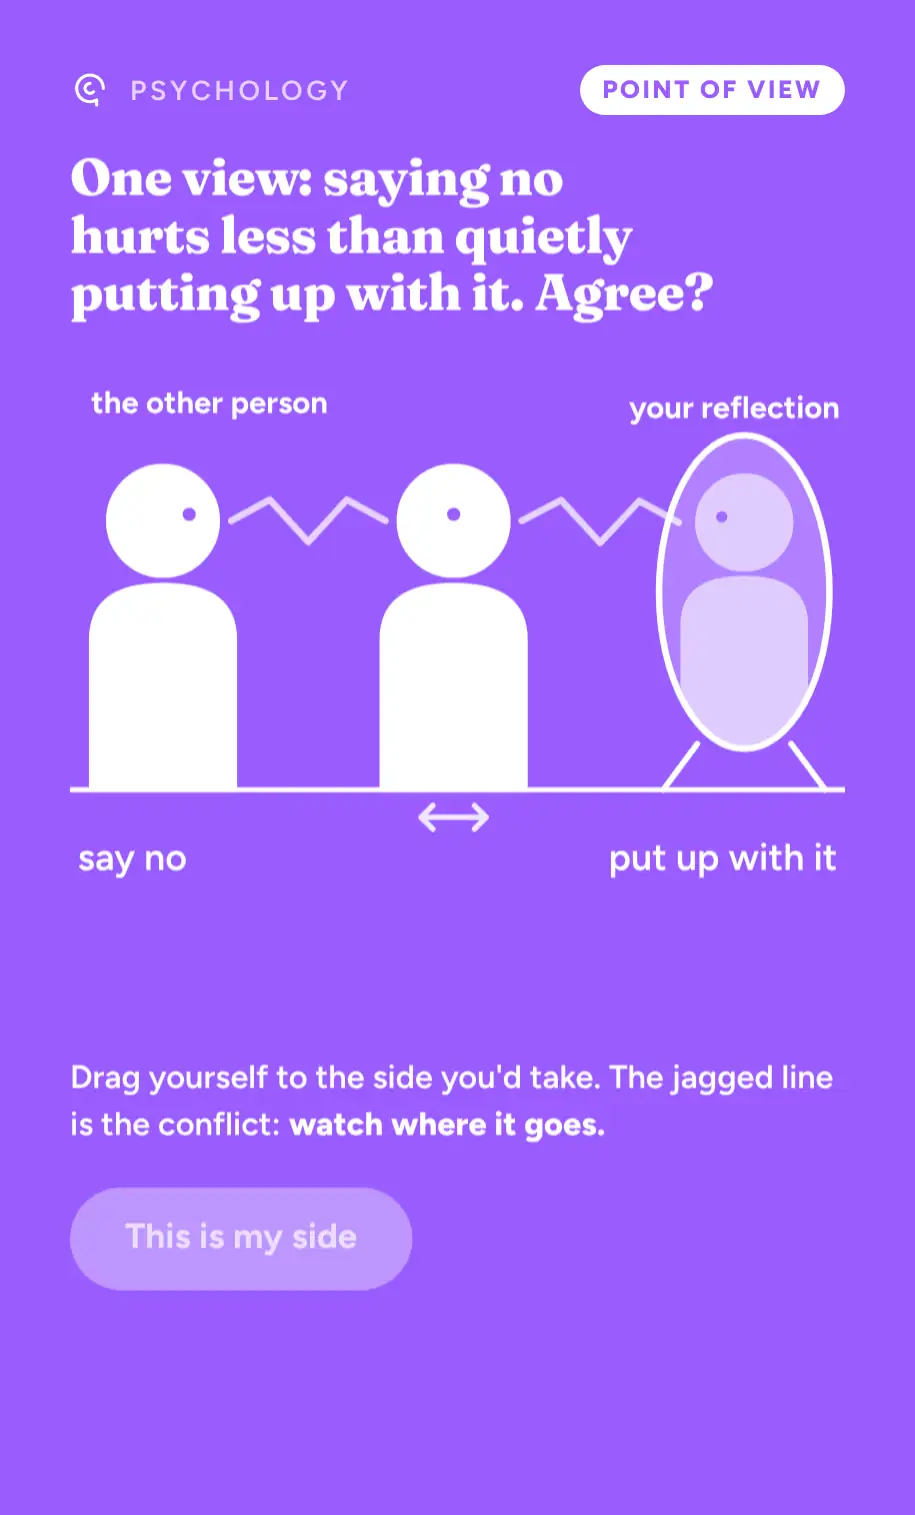 PSYCHOLOGY
POINT OF VIEW
One view: saying no
hurts less than quietly
putting up with it. Agree?
the other person
your reflection
say no
put up with it
Drag yourself to the side you'd take. The jagged line
is the conflict: watch where it goes.
This is my side